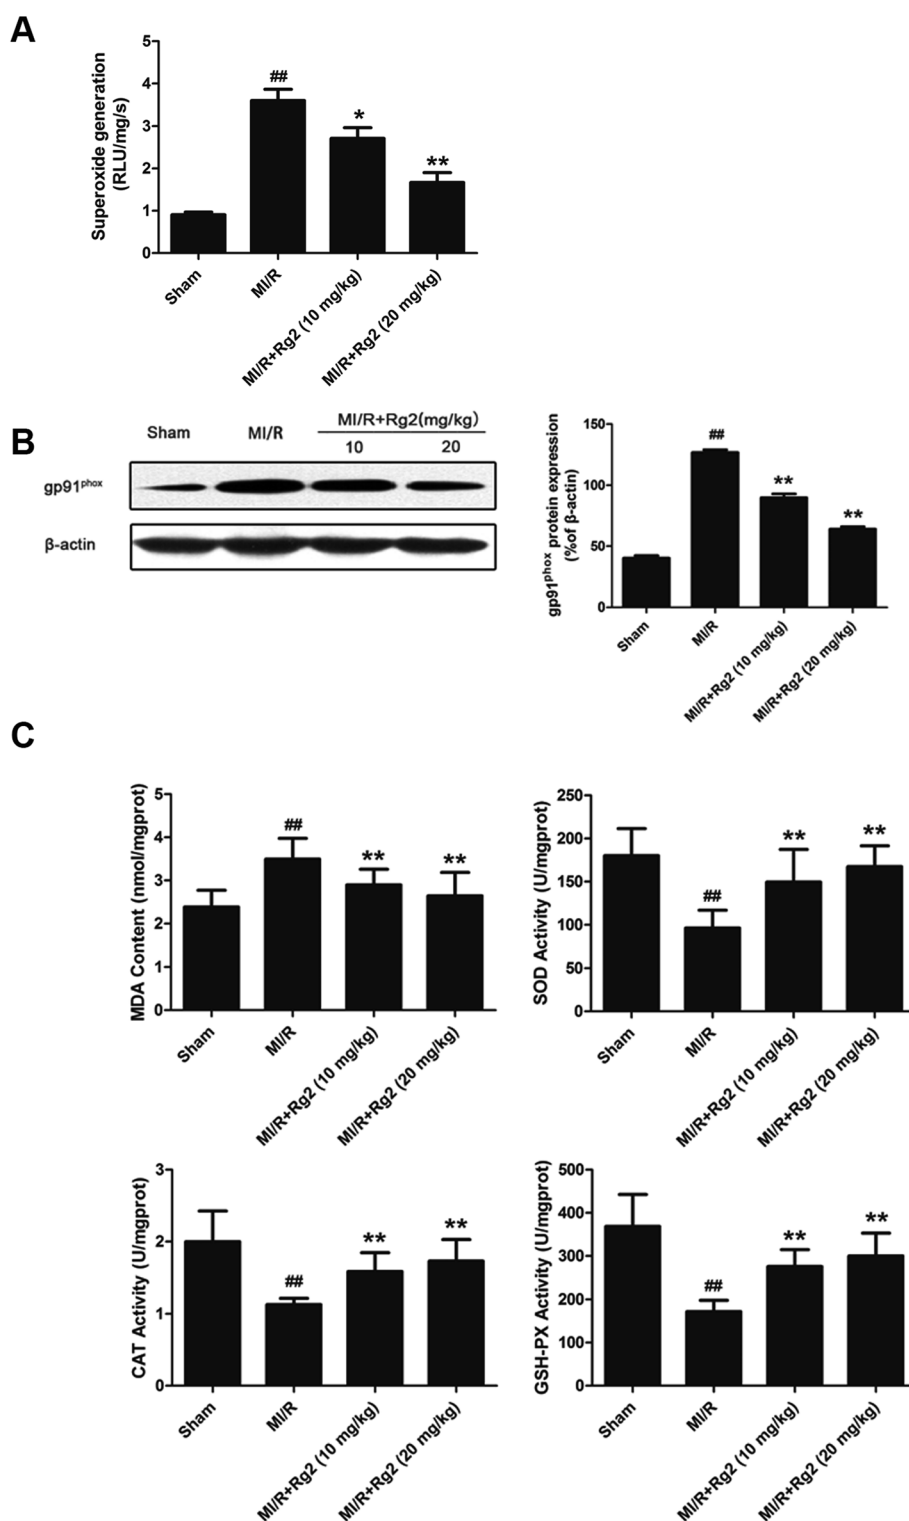 A
Superoxide generation
(RLU/mg/s)
5
4
3
2
1
0
##
*
**
Sham
MI/R
MI/R+Rg2 (10 mg/kg)
MI/R+Rg2 (20 mg/kg)
B
Sham
MI/R
MI/R+Rg2(mg/kg)
10
20
gp91phox
β-actin
gp91phox protein expression
(%of β-actin)
150
100
50
0
##
**
**
Sham
MI/R
MI/R+Rg2 (10 mg/kg)
MI/R+Rg2 (20 mg/kg)
C
MDA Content (nmol/mgprot)
5
4
3
2
1
0
##
**
**
Sham
MI/R
MI/R+Rg2 (10 mg/kg)
MI/R+Rg2 (20 mg/kg)
SOD Activity (U/mgprot)
250
200
150
100
50
0
##
**
**
Sham
MI/R
MI/R+Rg2 (10 mg/kg)
MI/R+Rg2 (20 mg/kg)
CAT Activity (U/mgprot)
3
2
1
0
##
**
**
Sham
MI/R
MI/R+Rg2 (10 mg/kg)
MI/R+Rg2 (20 mg/kg)
GSH-PX Activity (U/mgprot)
500
400
300
200
100
0
##
**
**
Sham
MI/R
MI/R+Rg2 (10 mg/kg)
MI/R+Rg2 (20 mg/kg)